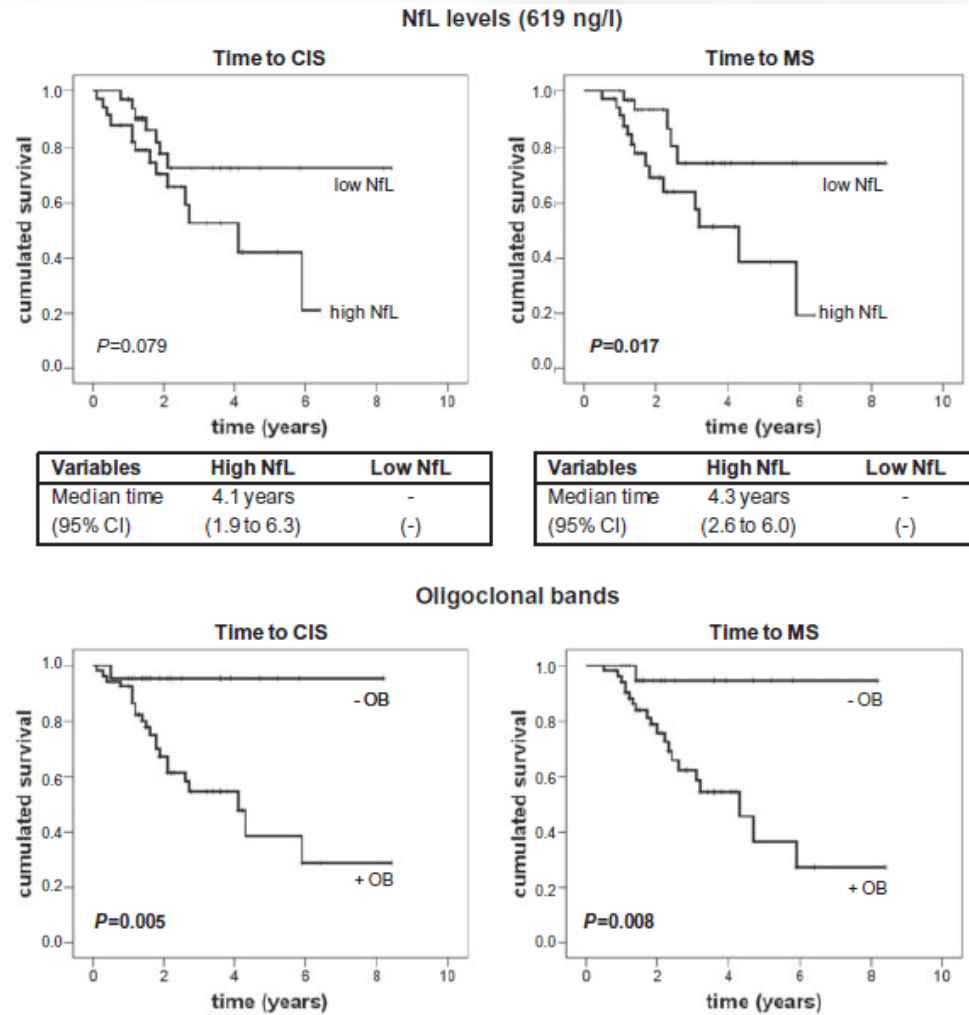 NfL levels (619 ng/l)
Time to CIS
Time to MS
cumulated survival
1.0
0.8
0.6
0.4
0.2
0.0
low NfL
high NfL
P=0.079
0 2 4 6 8 10
time (years)
cumulated survival
1.0
0.8
0.6
0.4
0.2
0.0
low NfL
high NfL
P=0.017
0 2 4 6 8 10
time (years)
Variables High NfL Low NfL
Median time 4.1 years -
(95% CI) (1.9 to 6.3) (-)
Variables High NfL Low NfL
Median time 4.3 years -
(95% CI) (2.6 to 6.0) (-)
Oligoclonal bands
Time to CIS
Time to MS
cumulated survival
1.0
0.8
0.6
0.4
0.2
0.0
- OB
+ OB
P=0.005
0 2 4 6 8 10
time (years)
cumulated survival
1.0
0.8
0.6
0.4
0.2
0.0
- OB
+ OB
P=0.008
0 2 4 6 8 10
time (years)